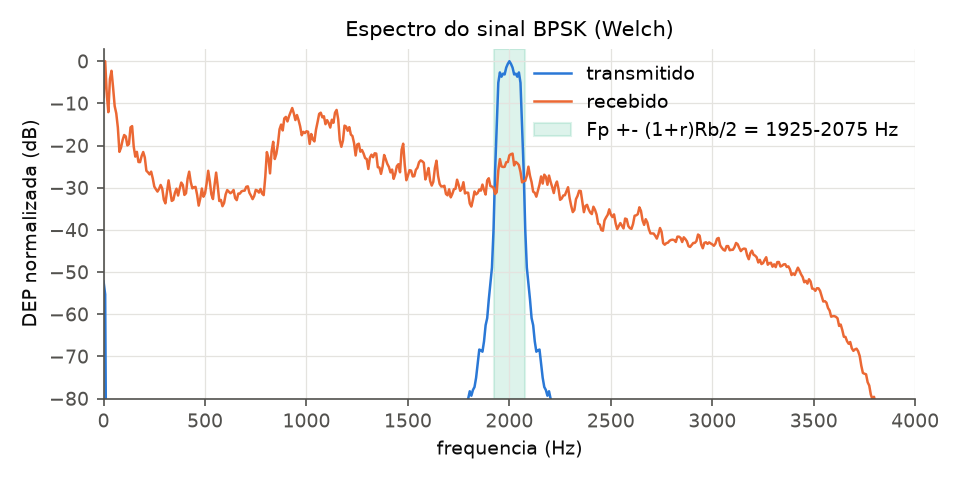 Espectro do sinal BPSK (Welch)
transmitido
recebido
Fp +- (1+r)Rb/2 = 1925-2075 Hz
DEP normalizada (dB)
0
−10
−20
−30
−40
−50
−60
−70
−80
0 500 1000 1500 2000 2500 3000 3500 4000
frequencia (Hz)